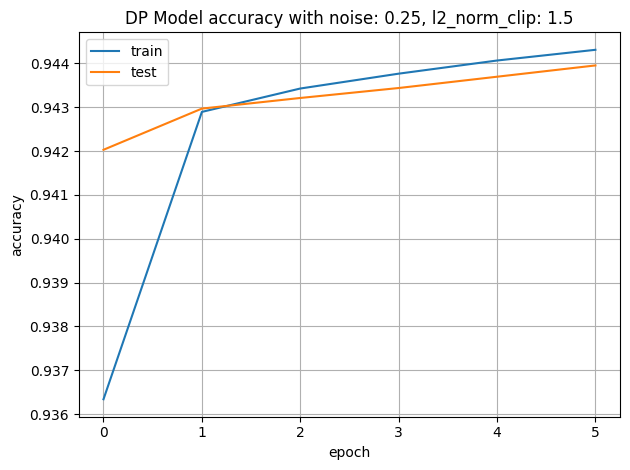 DP Model accuracy with noise: 0.25, l2_norm_clip: 1.5
train
test
0.944
0.943
0.942
0.941
0.940
0.939
0.938
0.937
0.936
accuracy
0 1 2 3 4 5
epoch